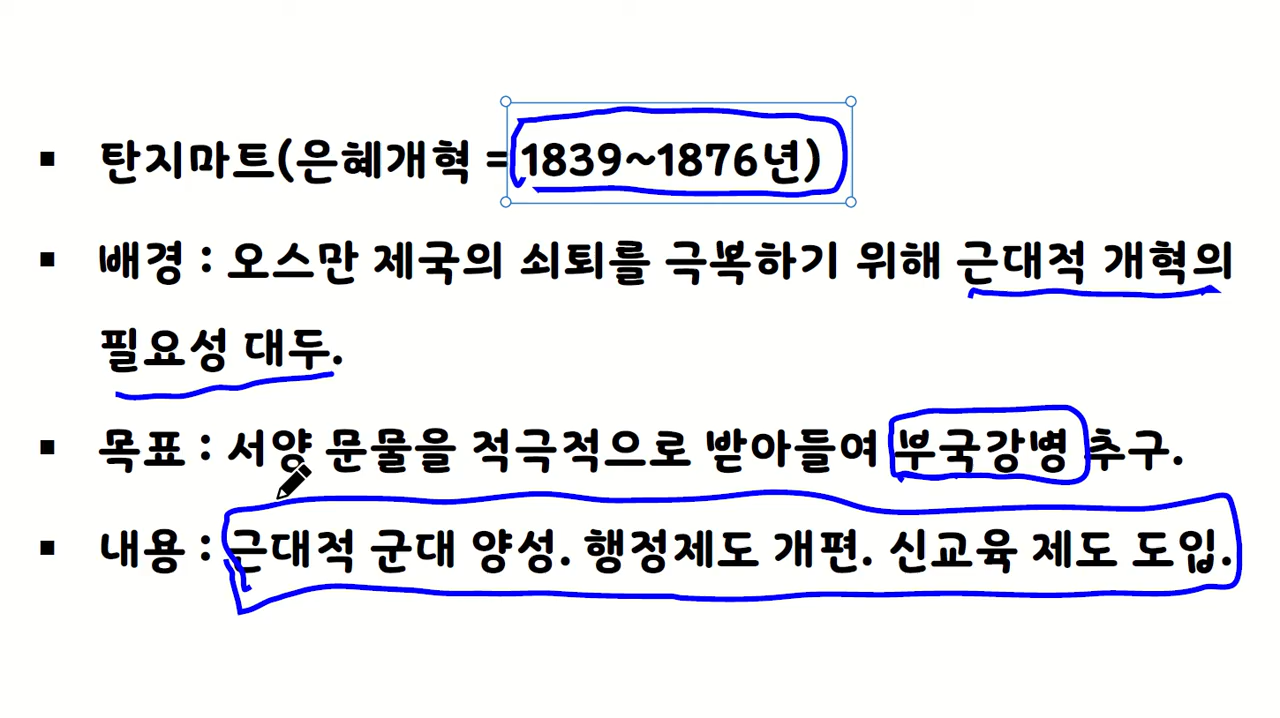 ▪ 탄지마트(은혜개혁 = 1839~1876년)
▪ 배경 : 오스만 제국의 쇠퇴를 극복하기 위해 근대적 개혁의
필요성 대두.
▪ 목표 : 서양 문물을 적극적으로 받아들여 부국강병 추구.
▪ 내용 : 근대적 군대 양성. 행정제도 개편. 신교육 제도 도입.